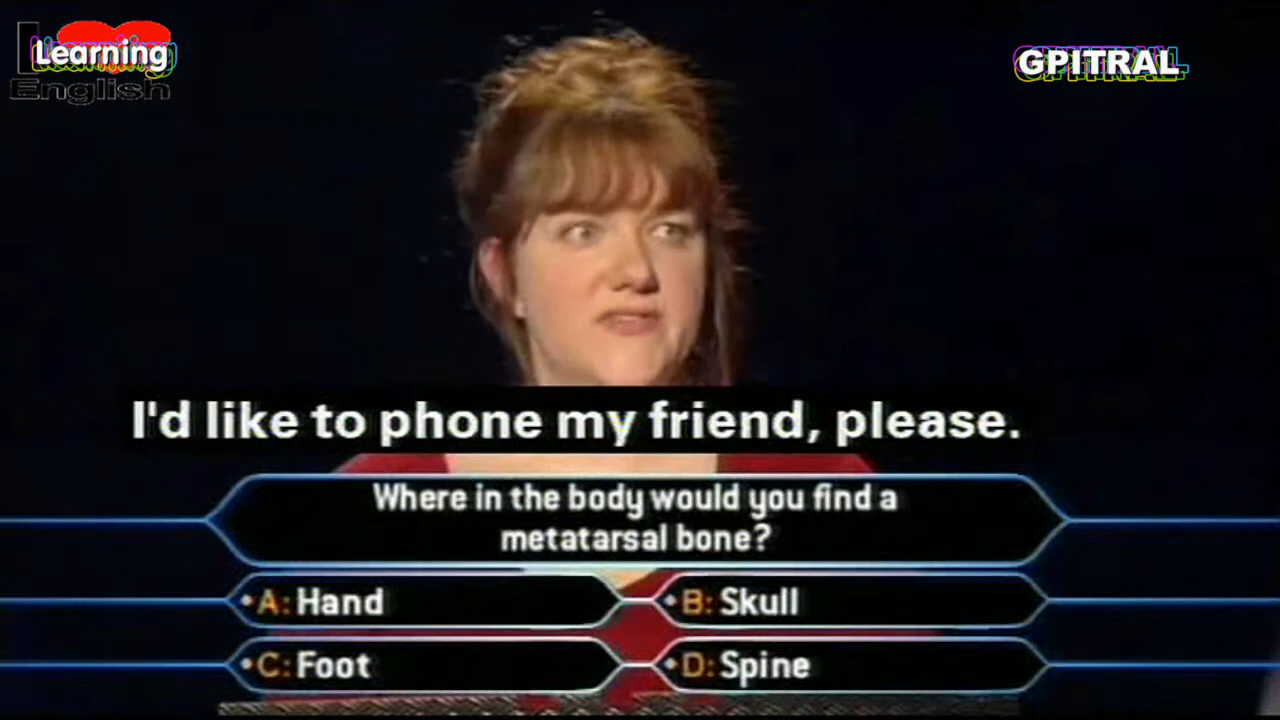 Learning
English
GPITRAL
I'd like to phone my friend, please.
Where in the body would you find a
metatarsal bone?
A: Hand
B: Skull
C: Foot
D: Spine